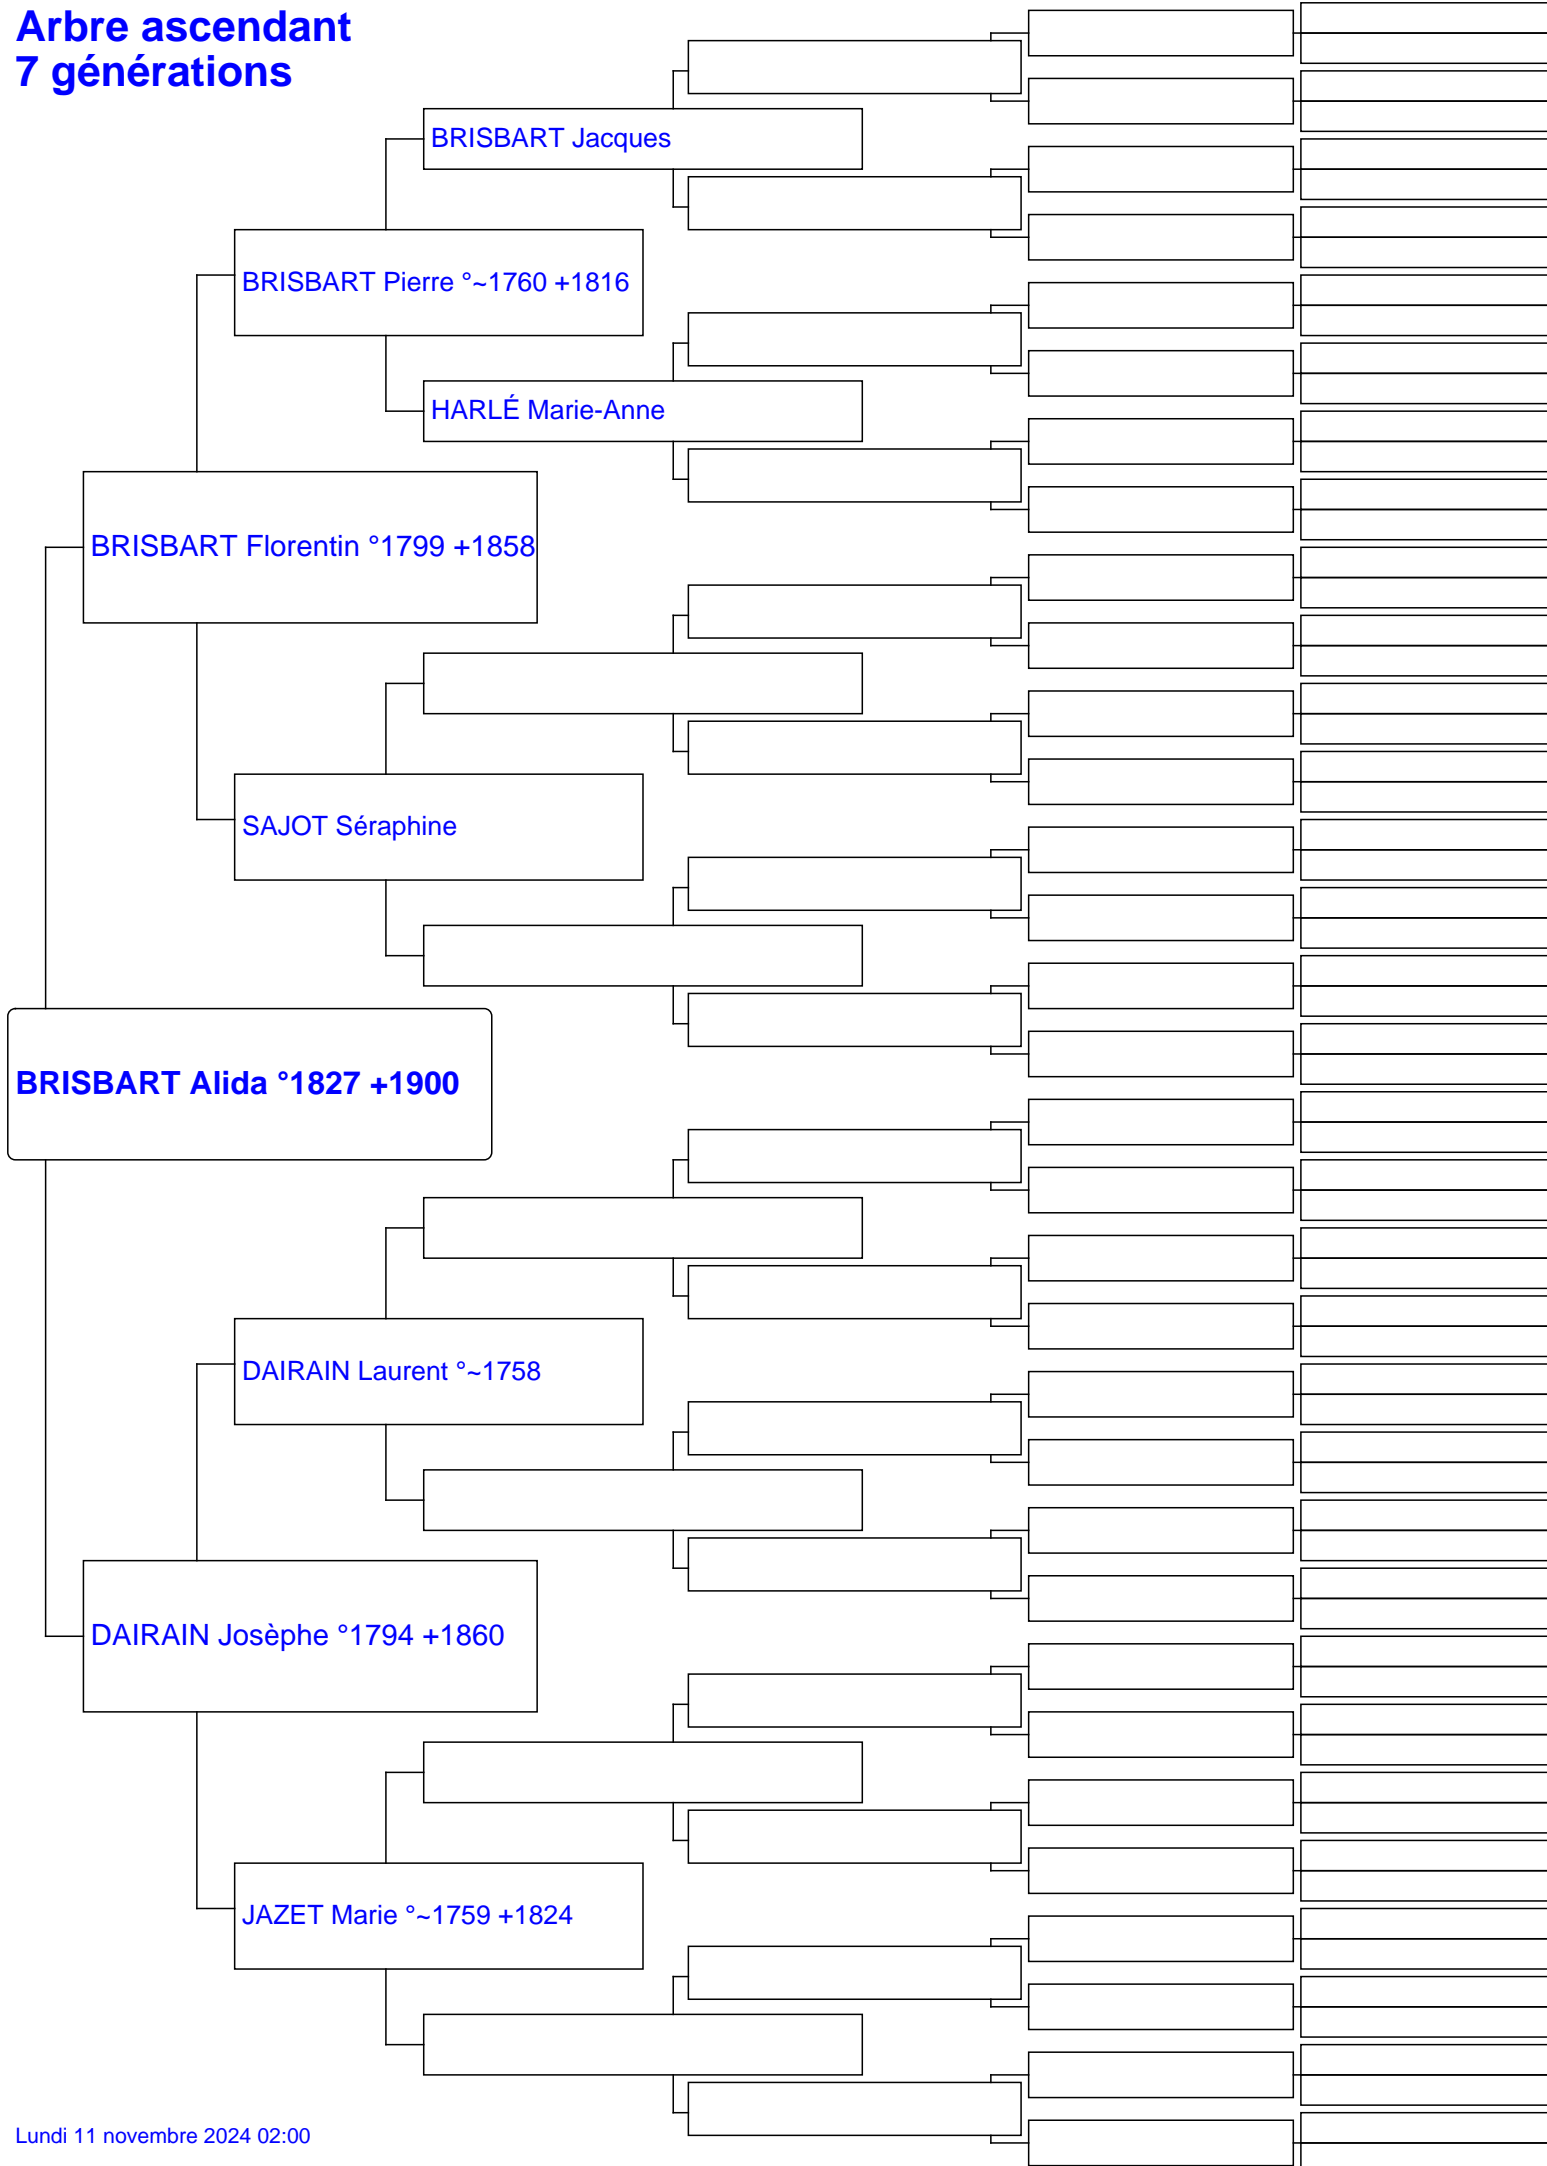 Arbre ascendant
7 générations
BRISBART Jacques
BRISBART Pierre °~1760 +1816
HARLÉ Marie-Anne
BRISBART Florentin °1799 +1858
SAJOT Séraphine
BRISBART Alida °1827 +1900
DAIRAIN Laurent °~1758
DAIRAIN Josèphe °1794 +1860
JAZET Marie °~1759 +1824
Lundi 11 novembre 2024 02:00